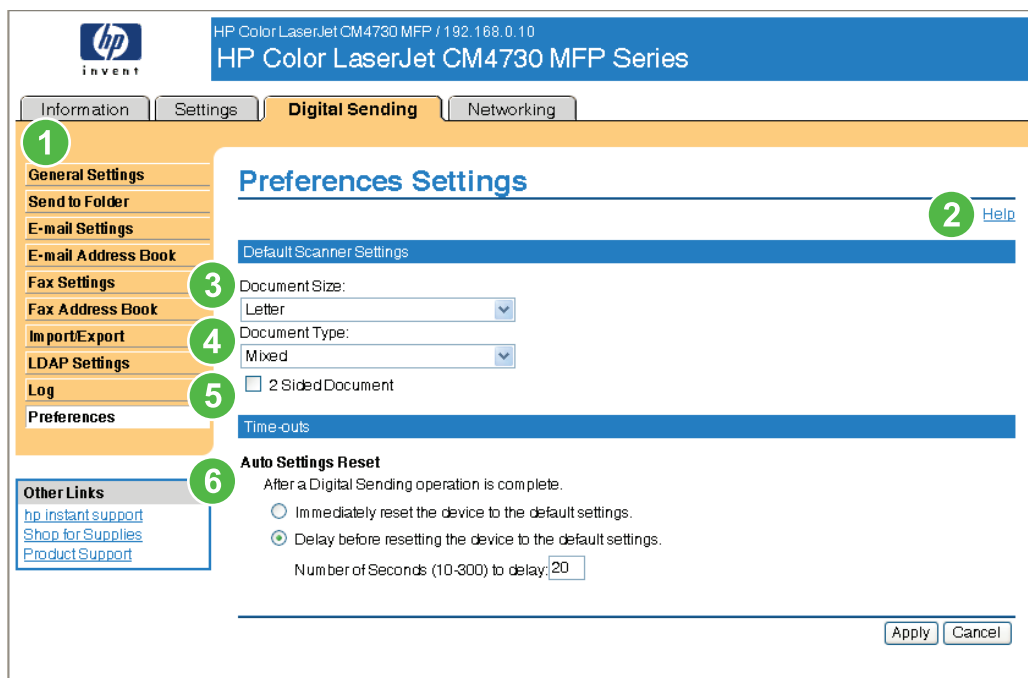 hp
invent
HP Color LaserJet CM4730 MFP / 192.168.0.10
HP Color LaserJet CM4730 MFP Series
Information Settings Digital Sending Networking
1
General Settings
Send to Folder
E-mail Settings
E-mail Address Book
Fax Settings
Fax Address Book
Import/Export
LDAP Settings
Log
Preferences
Other Links
hp instant support
Shop for Supplies
Product Support
Preferences Settings
2 Help
Default Scanner Settings
3 Document Size:
Letter
4 Document Type:
Mixed
5 2 Sided Document
Time-outs
6 Auto Settings Reset
After a Digital Sending operation is complete.
Immediately reset the device to the default settings.
Delay before resetting the device to the default settings.
Number of Seconds (10-300) to delay: 20
Apply Cancel